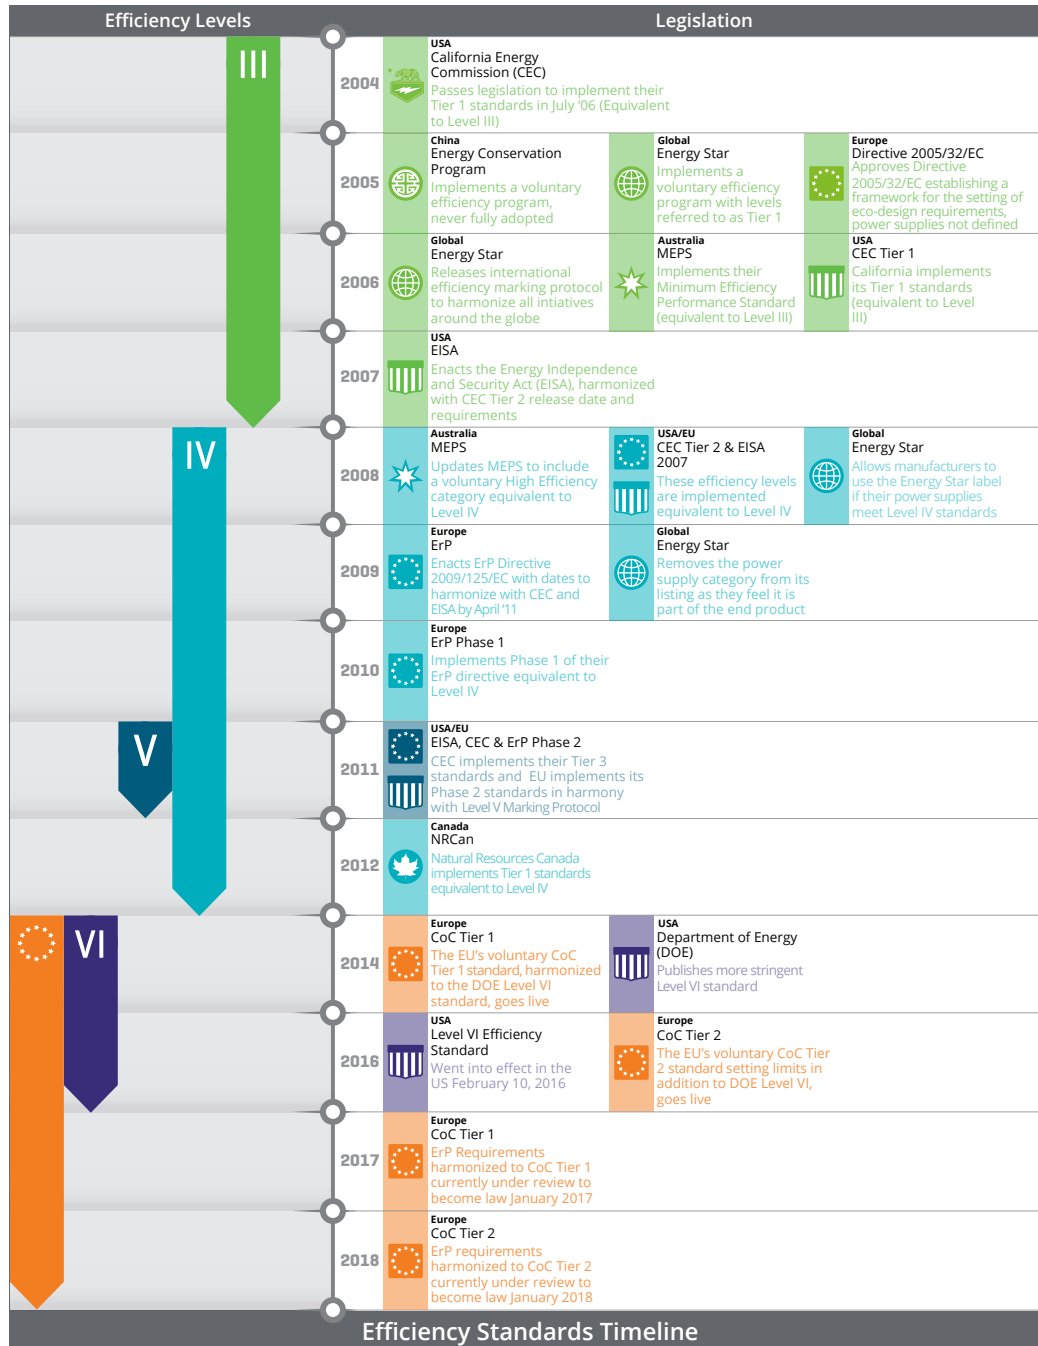 Efficiency Levels
Legislation
III
2004
USA
California Energy
Commission (CEC)
Passes legislation to implement their
Tier 1 standards in July ‘06 (Equivalent
to Level III)
2005
China
Energy Conservation
Program
Implements a voluntary
efficiency program,
never fully adopted
Global
Energy Star
Implements a
voluntary efficiency
program with levels
referred to as Tier 1
Europe
Directive 2005/32/EC
Approves Directive
2005/32/EC establishing a
framework for the setting of
eco-design requirements,
power supplies not defined
2006
Global
Energy Star
Releases international
efficiency marking protocol
to harmonize all intiatives
around the globe
Australia
MEPS
Implements their
Minimum Efficiency
Performance Standard
(equivalent to Level III)
USA
CEC Tier 1
California implements
its Tier 1 standards
(equivalent to Level
III)
2007
USA
EISA
Enacts the Energy Independence
and Security Act (EISA), harmonized
with CEC Tier 2 release date and
requirements
IV
2008
Australia
MEPS
Updates MEPS to include
a voluntary High Efficiency
category equivalent to
Level IV
USA/EU
CEC Tier 2 & EISA
2007
These efficiency levels
are implemented
equivalent to Level IV
Global
Energy Star
Allows manufacturers to
use the Energy Star label
if their power supplies
meet Level IV standards
2009
Europe
ErP
Enacts ErP Directive
2009/125/EC with dates to
harmonize with CEC and
EISA by April ‘11
Global
Energy Star
Removes the power
supply category from its
listing as they feel it is
part of the end product
2010
Europe
ErP Phase 1
Implements Phase 1 of their
ErP directive equivalent to
Level IV
V
2011
USA/EU
EISA, CEC & ErP Phase 2
CEC implements their Tier 3
standards and EU implements its
Phase 2 standards in harmony
with Level V Marking Protocol
2012
Canada
NRCan
Natural Resources Canada
implements Tier 1 standards
equivalent to Level IV
VI
2014
Europe
CoC Tier 1
The EU’s voluntary CoC
Tier 1 standard, harmonized
to the DOE Level VI
standard, goes live
USA
Department of Energy
(DOE)
Publishes more stringent
Level VI standard
2016
USA
Level VI Efficiency
Standard
Went into effect in the
US February 10, 2016
Europe
CoC Tier 2
The EU’s voluntary CoC Tier
2 standard setting limits in
addition to DOE Level VI,
goes live
2017
Europe
CoC Tier 1
ErP Requirements
harmonized to CoC Tier 1
currently under review to
become law January 2017
2018
Europe
CoC Tier 2
ErP requirements
harmonized to CoC Tier 2
currently under review to
become law January 2018
Efficiency Standards Timeline